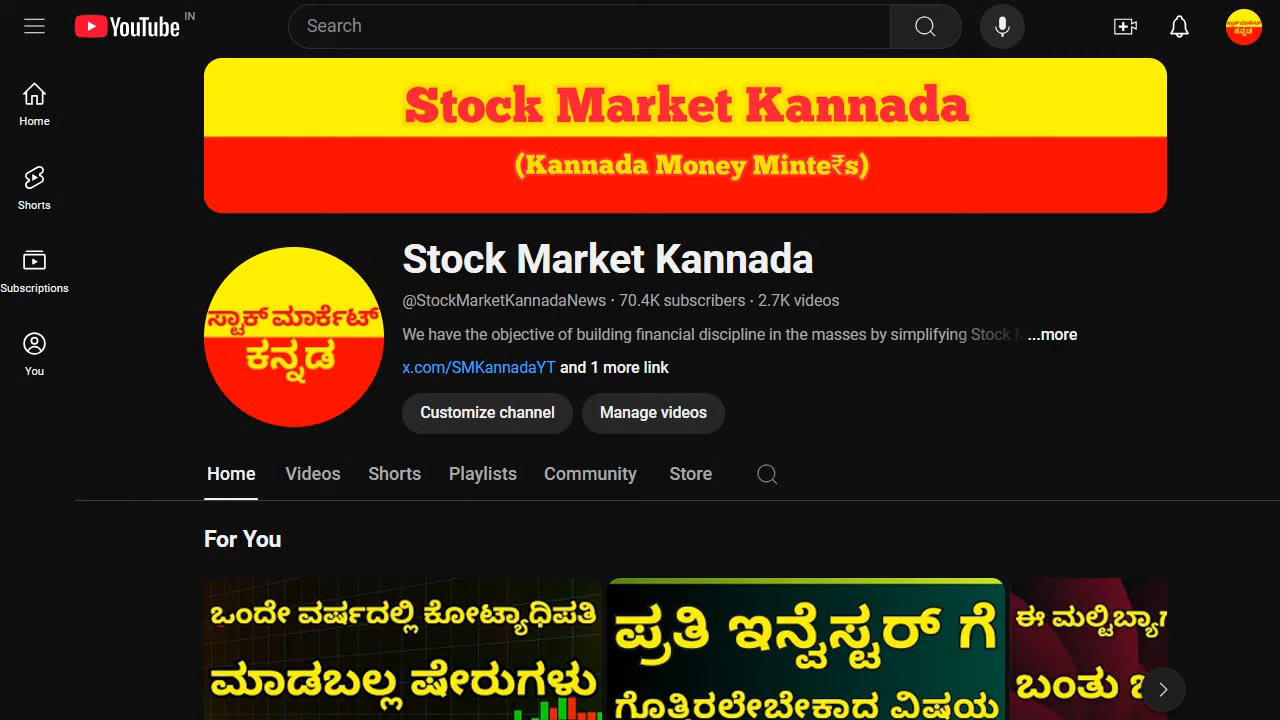 YouTube IN
Search
Home
Shorts
Subscriptions
You
Stock Market Kannada
(Kannada Money Minte₹s)
ಸ್ಟಾಕ್ ಮಾರ್ಕೆಟ್
ಕನ್ನಡ
Stock Market Kannada
@StockMarketKannadaNews · 70.4K subscribers · 2.7K videos
We have the objective of building financial discipline in the masses by simplifying Stock ...more
x.com/SMKannadaYT and 1 more link
Customize channel Manage videos
Home Videos Shorts Playlists Community Store
For You
ಒಂದೇ ವರ್ಷದಲ್ಲಿ ಕೋಟ್ಯಾಧಿಪತಿ
ಮಾಡಬಲ್ಲ ಷೇರುಗಳು
ಪ್ರತಿ ಇನ್ವೆಸ್ಟರ್ ಗೆ
ಗೊತಿರಲೇಬೇಕಾದ ವಿಷಯ
ಈ
ಬಂತು